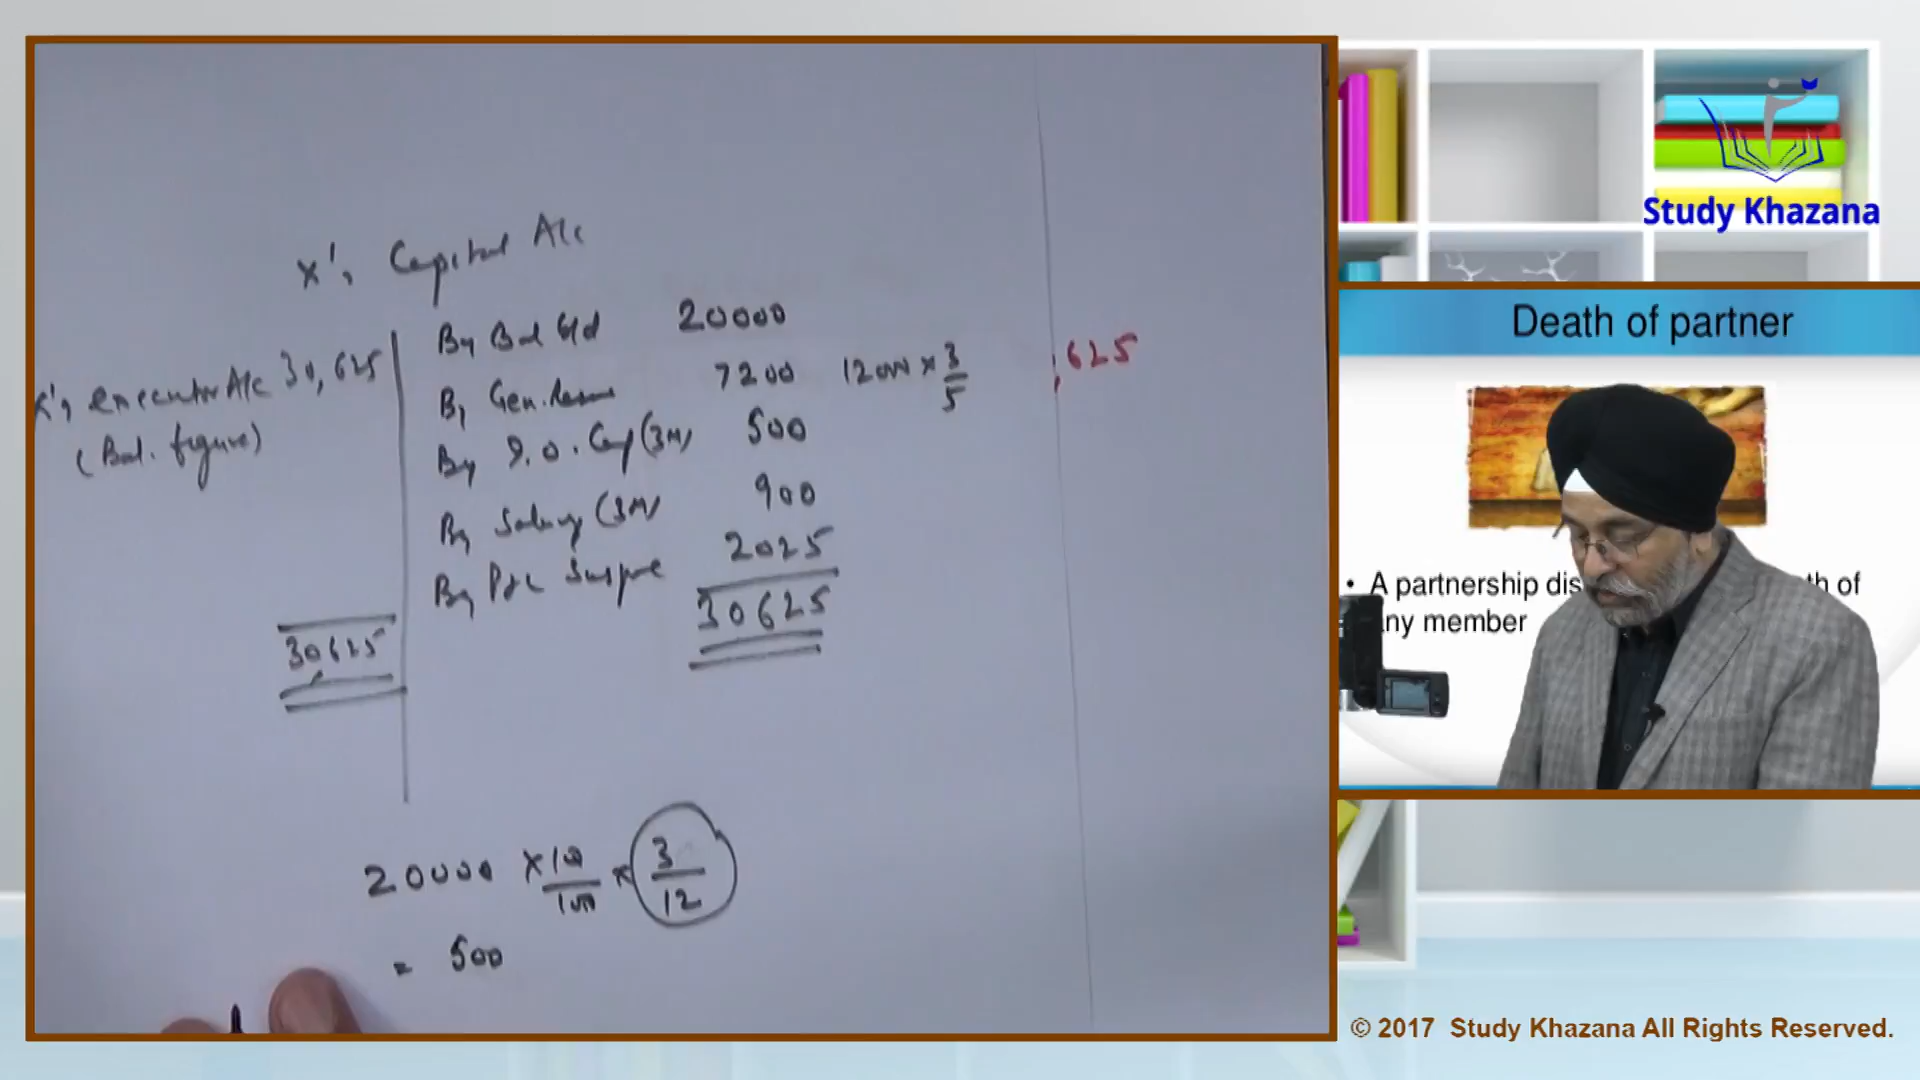 X's Capital A/c
By Bal b/d 20000
X's executor A/c 30,625
(Bal. figure)
By Gen. Reserve 7200 12000 × 3/5
,625
By I.O. Cap (3M) 500
By Salary (3M) 900
By P&L Suspense 2025
30625
30625
20000 × 10/100 × 3/12
= 500
Study Khazana
Death of partner
• A partnership dis th of
any member
© 2017 Study Khazana All Rights Reserved.